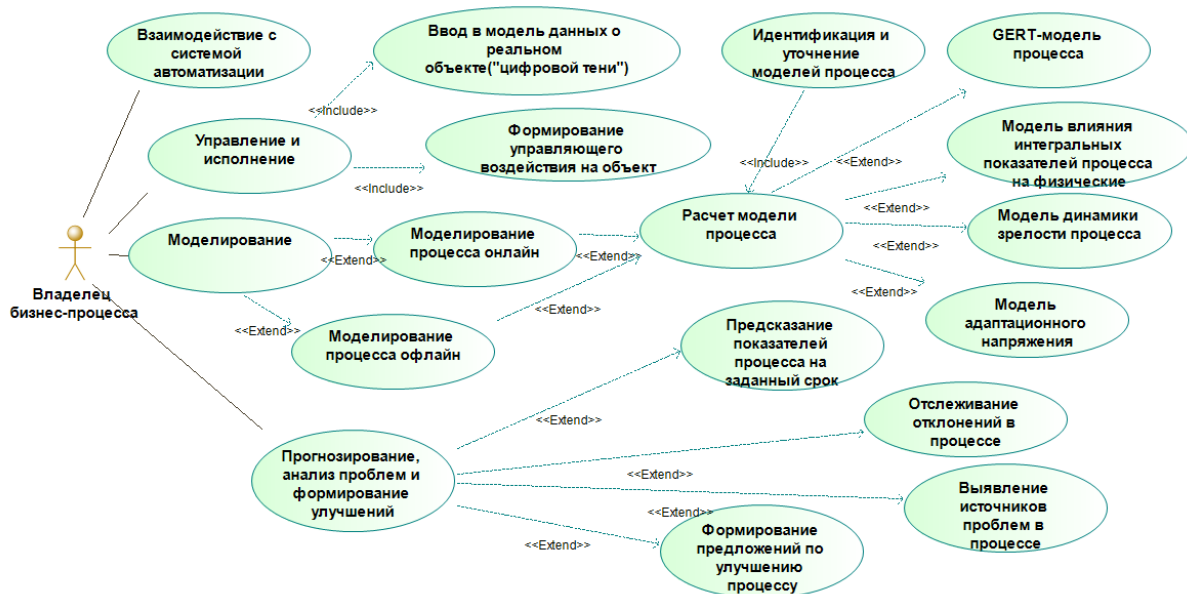 Взаимодействие с
системой
автоматизации
Ввод в модель данных о
реальном
объекте("цифровой тени")
Идентификация и
уточнение
моделей процесса
GERT-модель
процесса
<<Include>>
Управление и
исполнение
Формирование
управляющего
воздействия на объект
<<Include>>
<<Include>>
<<Extend>>
Модель влияния
интегральных
показателей процесса
на физические
<<Extend>>
Владелец
бизнес-процесса
Моделирование
<<Extend>>
Моделирование
процесса онлайн
<<Extend>>
Расчет модели
процесса
<<Extend>>
Модель динамики
зрелости процесса
<<Extend>>
Модель
адаптационного
напряжения
<<Extend>>
Моделирование
процесса офлайн
<<Extend>>
Предсказание
показателей
процесса на
заданный срок
<<Extend>>
Прогнозирование,
анализ проблем и
формирование
улучшений
Отслеживание
отклонений в
процессе
<<Extend>>
Выявление
источников
проблем в
процессе
<<Extend>>
<<Extend>>
Формирование
предложений по
улучшению
процессу